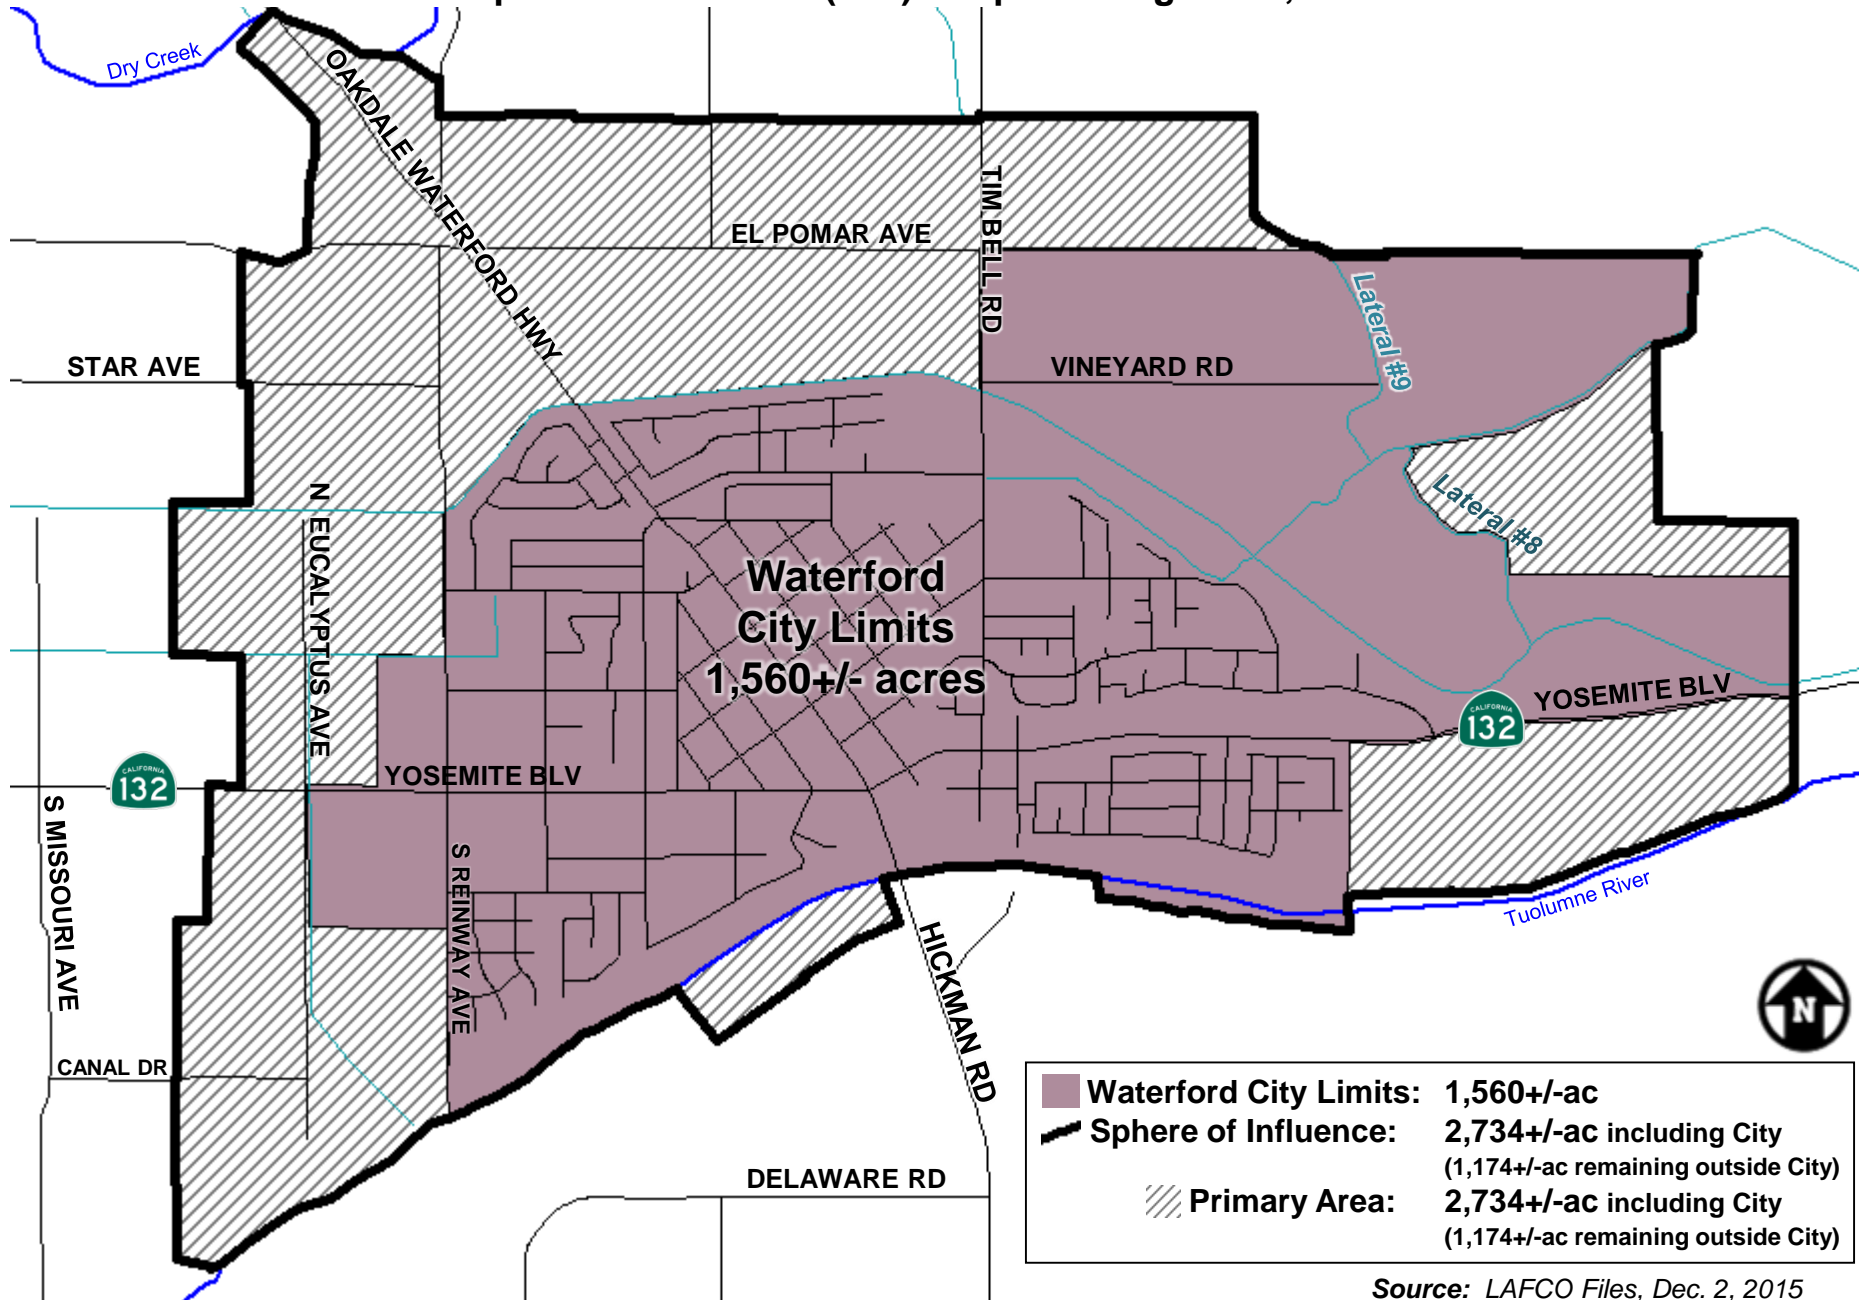 Dry Creek
OAKDALE WATERFORD HWY
TIM BELL RD
EL POMAR AVE
Lateral #9
STAR AVE
VINEYARD RD
Lateral #8
N EUCALYPTUS AVE
Waterford
City Limits
1,560+/- acres
YOSEMITE BLV
CALIFORNIA
132
CALIFORNIA
132
YOSEMITE BLV
S MISSOURI AVE
S REINWAY AVE
Tuolumne River
HICKMAN RD
N
CANAL DR
DELAWARE RD
Waterford City Limits: 1,560+/-ac
Sphere of Influence: 2,734+/-ac including City
(1,174+/-ac remaining outside City)
Primary Area: 2,734+/-ac including City
(1,174+/-ac remaining outside City)
Source: LAFCO Files, Dec. 2, 2015